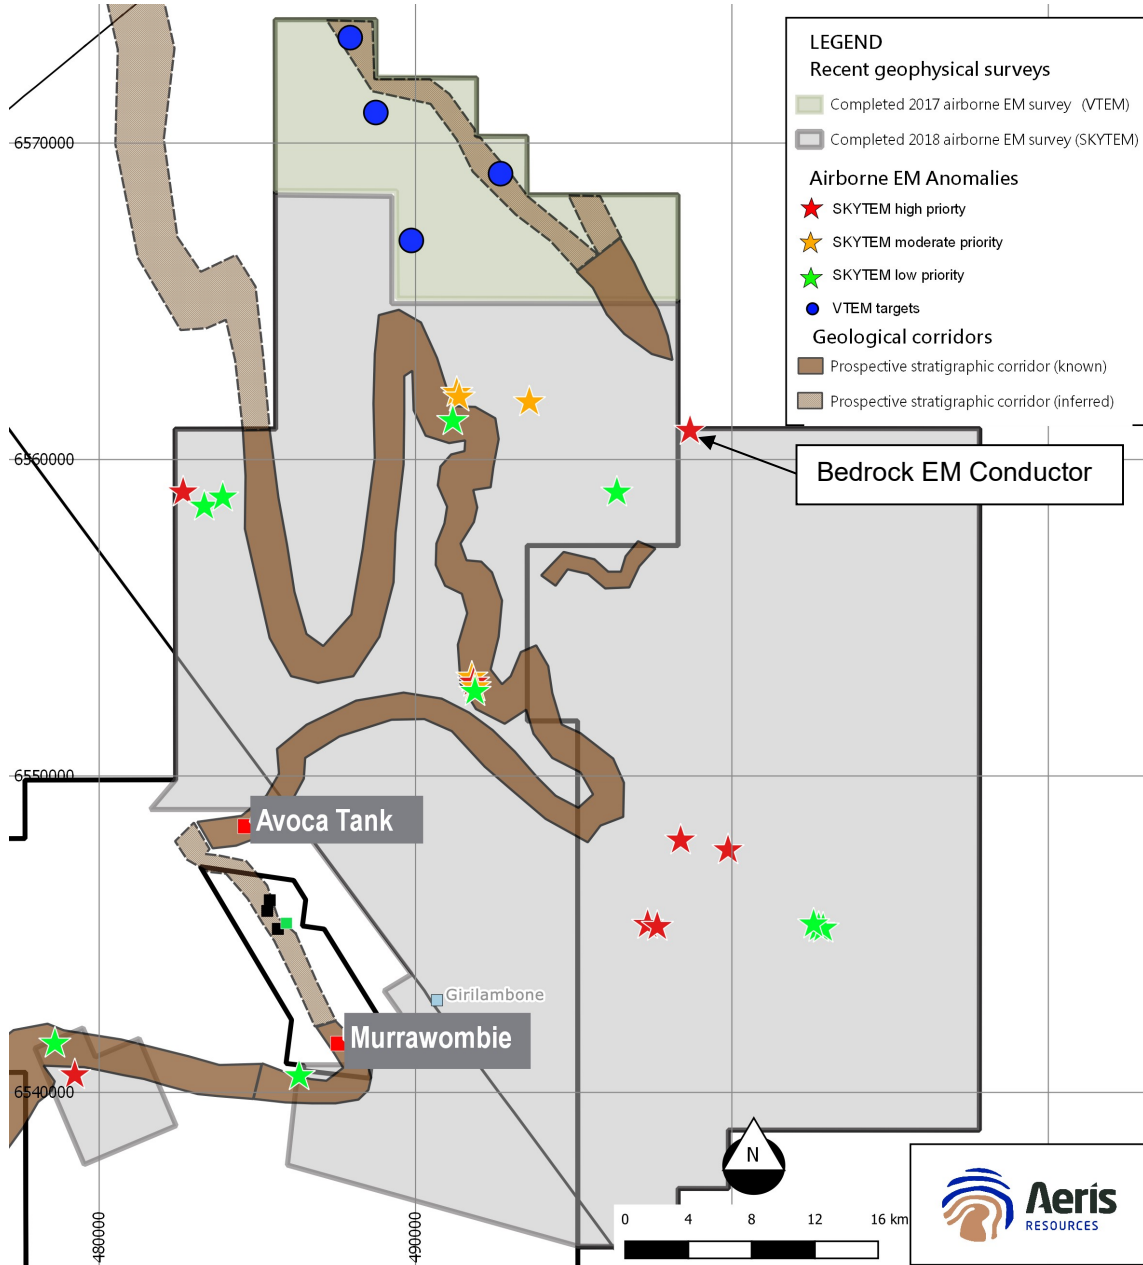 LEGEND
Recent geophysical surveys
Completed 2017 airborne EM survey (VTEM)
Completed 2018 airborne EM survey (SKYTEM)
Airborne EM Anomalies
SKYTEM high priorty
SKYTEM moderate priority
SKYTEM low priority
VTEM targets
Geological corridors
Prospective stratigraphic corridor (known)
Prospective stratigraphic corridor (inferred)
6570000
6560000
Bedrock EM Conductor
6550000
Avoca Tank
Girilambone
Murrawombie
6540000
N
480000
490000
0 4 8 12 16 km
Aeris
RESOURCES